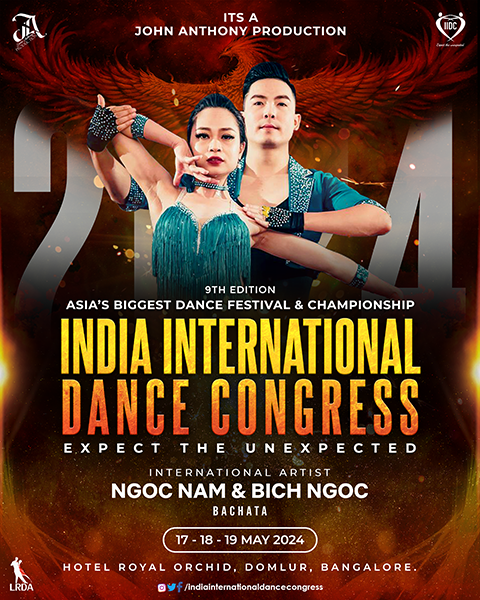 ITS A
JOHN ANTHONY PRODUCTION
JA
IIDC
2024
9TH EDITION
ASIA'S BIGGEST DANCE FESTIVAL & CHAMPIONSHIP
INDIA INTERNATIONAL
DANCE CONGRESS
EXPECT THE UNEXPECTED
INTERNATIONAL ARTIST
NGOC NAM & BICH NGOC
BACHATA
17 - 18 - 19 MAY 2024
HOTEL ROYAL ORCHID, DOMLUR, BANGALORE.
LRDA
/indiainternationaldancecongress